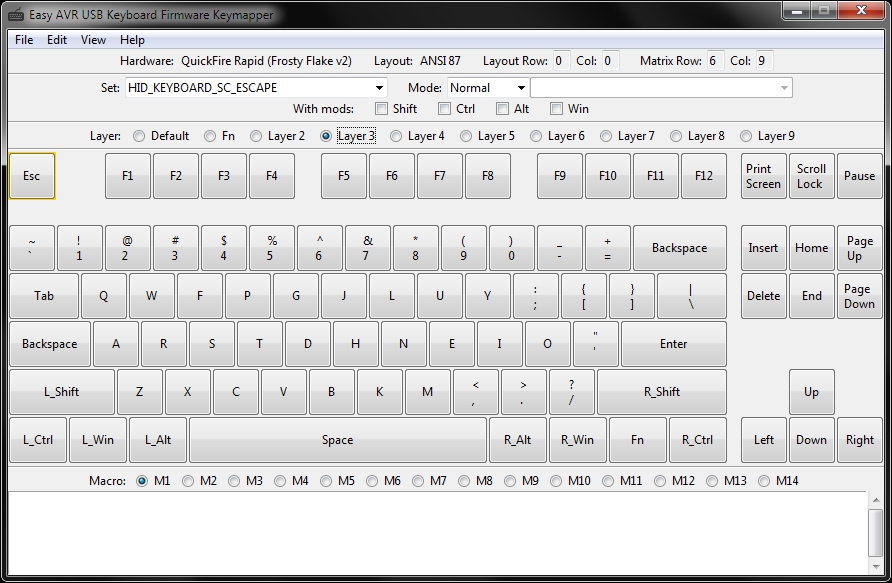 Easy AVR USB Keyboard Firmware Keymapper
File Edit View Help
Hardware: QuickFire Rapid (Frosty Flake v2) Layout: ANSI 87 Layout Row: 0 Col: 0 Matrix Row: 6 Col: 9
Set: HID_KEYBOARD_SC_ESCAPE Mode: Normal
With mods: Shift Ctrl Alt Win
Layer: Default Fn Layer 2 Layer 3 Layer 4 Layer 5 Layer 6 Layer 7 Layer 8 Layer 9
Esc F1 F2 F3 F4 F5 F6 F7 F8 F9 F10 F11 F12 Print Screen Scroll Lock Pause
~ ! @ # $ % ^ & * ( ) _ + Backspace Insert Home Page Up
` 1 2 3 4 5 6 7 8 9 0 - =
Tab Q W F P G J L U Y : { } | Delete End Page Down
; [ ] \
Backspace A R S T D H N E I O " Enter
'
L_Shift Z X C V B K M < > ? R_Shift Up
, . /
L_Ctrl L_Win L_Alt Space R_Alt R_Win Fn R_Ctrl Left Down Right
Macro: M1 M2 M3 M4 M5 M6 M7 M8 M9 M10 M11 M12 M13 M14